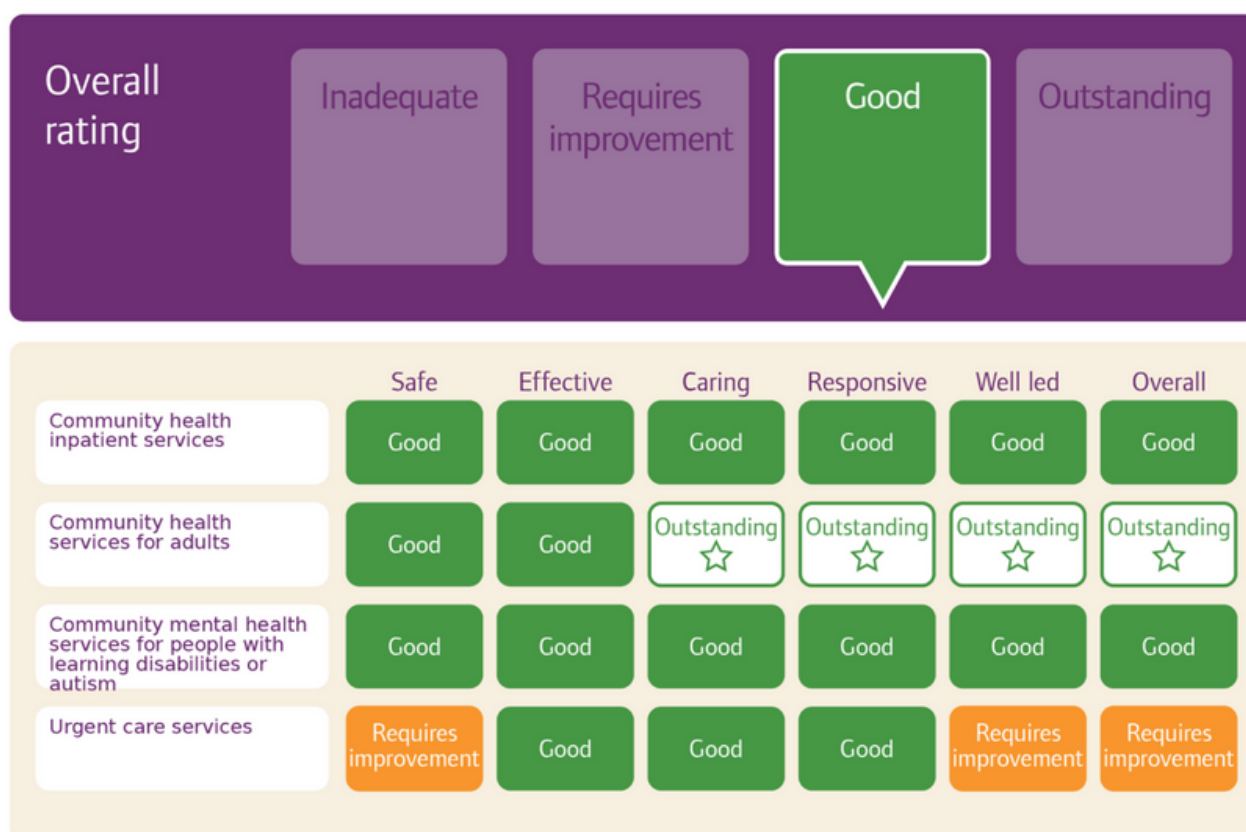 Overall
rating
Inadequate
Requires
improvement
Good
Outstanding
Safe Effective Caring Responsive Well led Overall
Community health
inpatient services
Good Good Good Good Good Good
Community health
services for adults
Good Good Outstanding Outstanding Outstanding Outstanding
Community mental health
services for people with
learning disabilities or
autism
Good Good Good Good Good Good
Urgent care services
Requires
improvement
Good Good Good
Requires
improvement
Requires
improvement